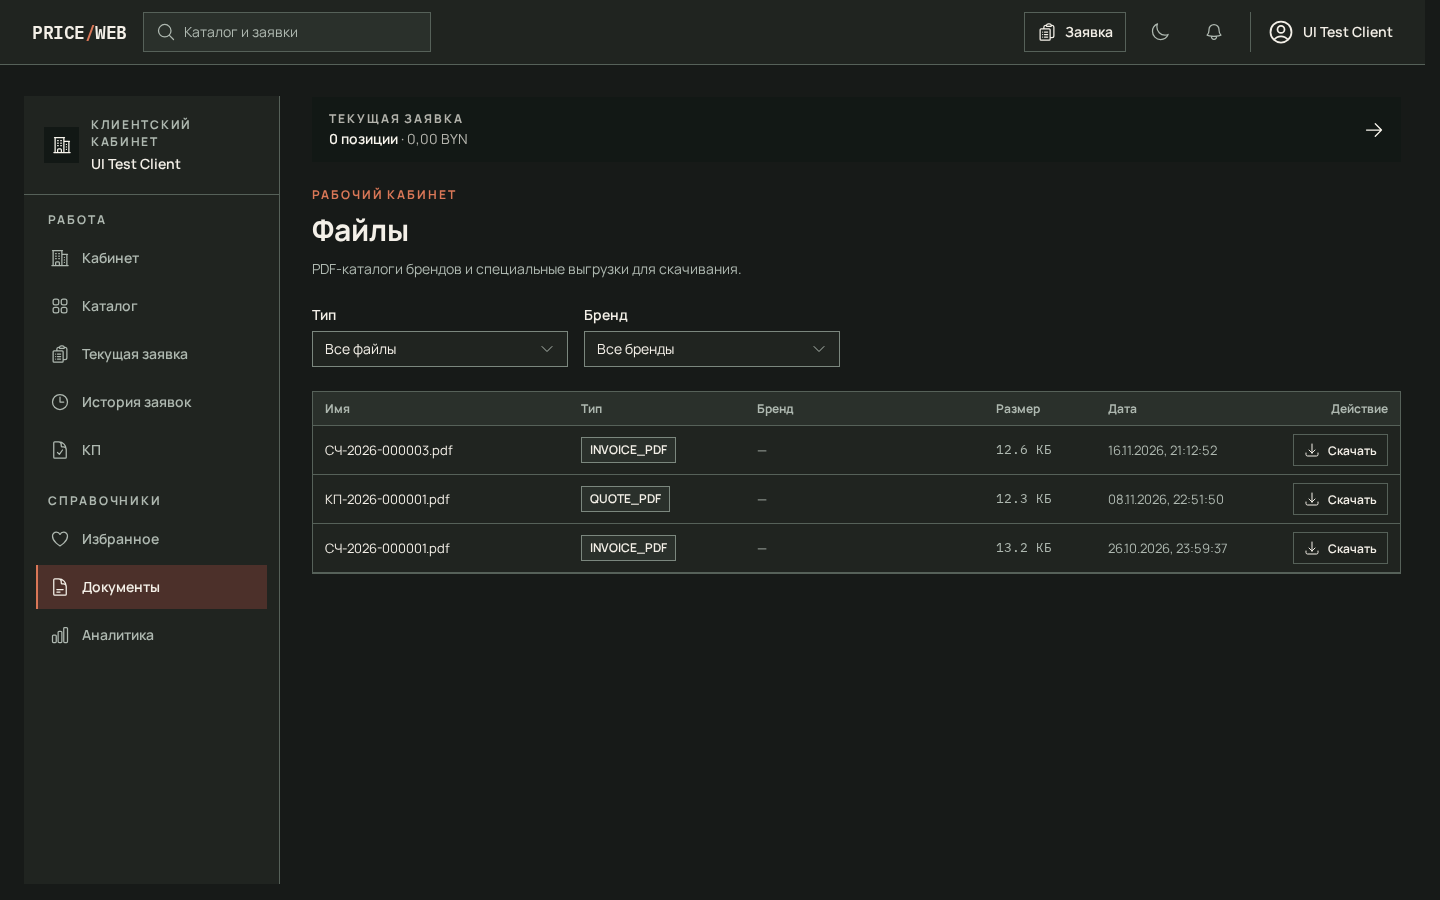 PRICE/WEB
Каталог и заявки
Заявка
UI Test Client
КЛИЕНТСКИЙ
КАБИНЕТ
UI Test Client
РАБОТА
Кабинет
Каталог
Текущая заявка
История заявок
КП
СПРАВОЧНИКИ
Избранное
Документы
Аналитика
ТЕКУЩАЯ ЗАЯВКА
0 позиции · 0,00 BYN
РАБОЧИЙ КАБИНЕТ
Файлы
PDF-каталоги брендов и специальные выгрузки для скачивания.
Тип Бренд
Все файлы Все бренды
Имя Тип Бренд Размер Дата Действие
СЧ-2026-000003.pdf INVOICE_PDF — 12.6 КБ 16.11.2026, 21:12:52 Скачать
КП-2026-000001.pdf QUOTE_PDF — 12.3 КБ 08.11.2026, 22:51:50 Скачать
СЧ-2026-000001.pdf INVOICE_PDF — 13.2 КБ 26.10.2026, 23:59:37 Скачать